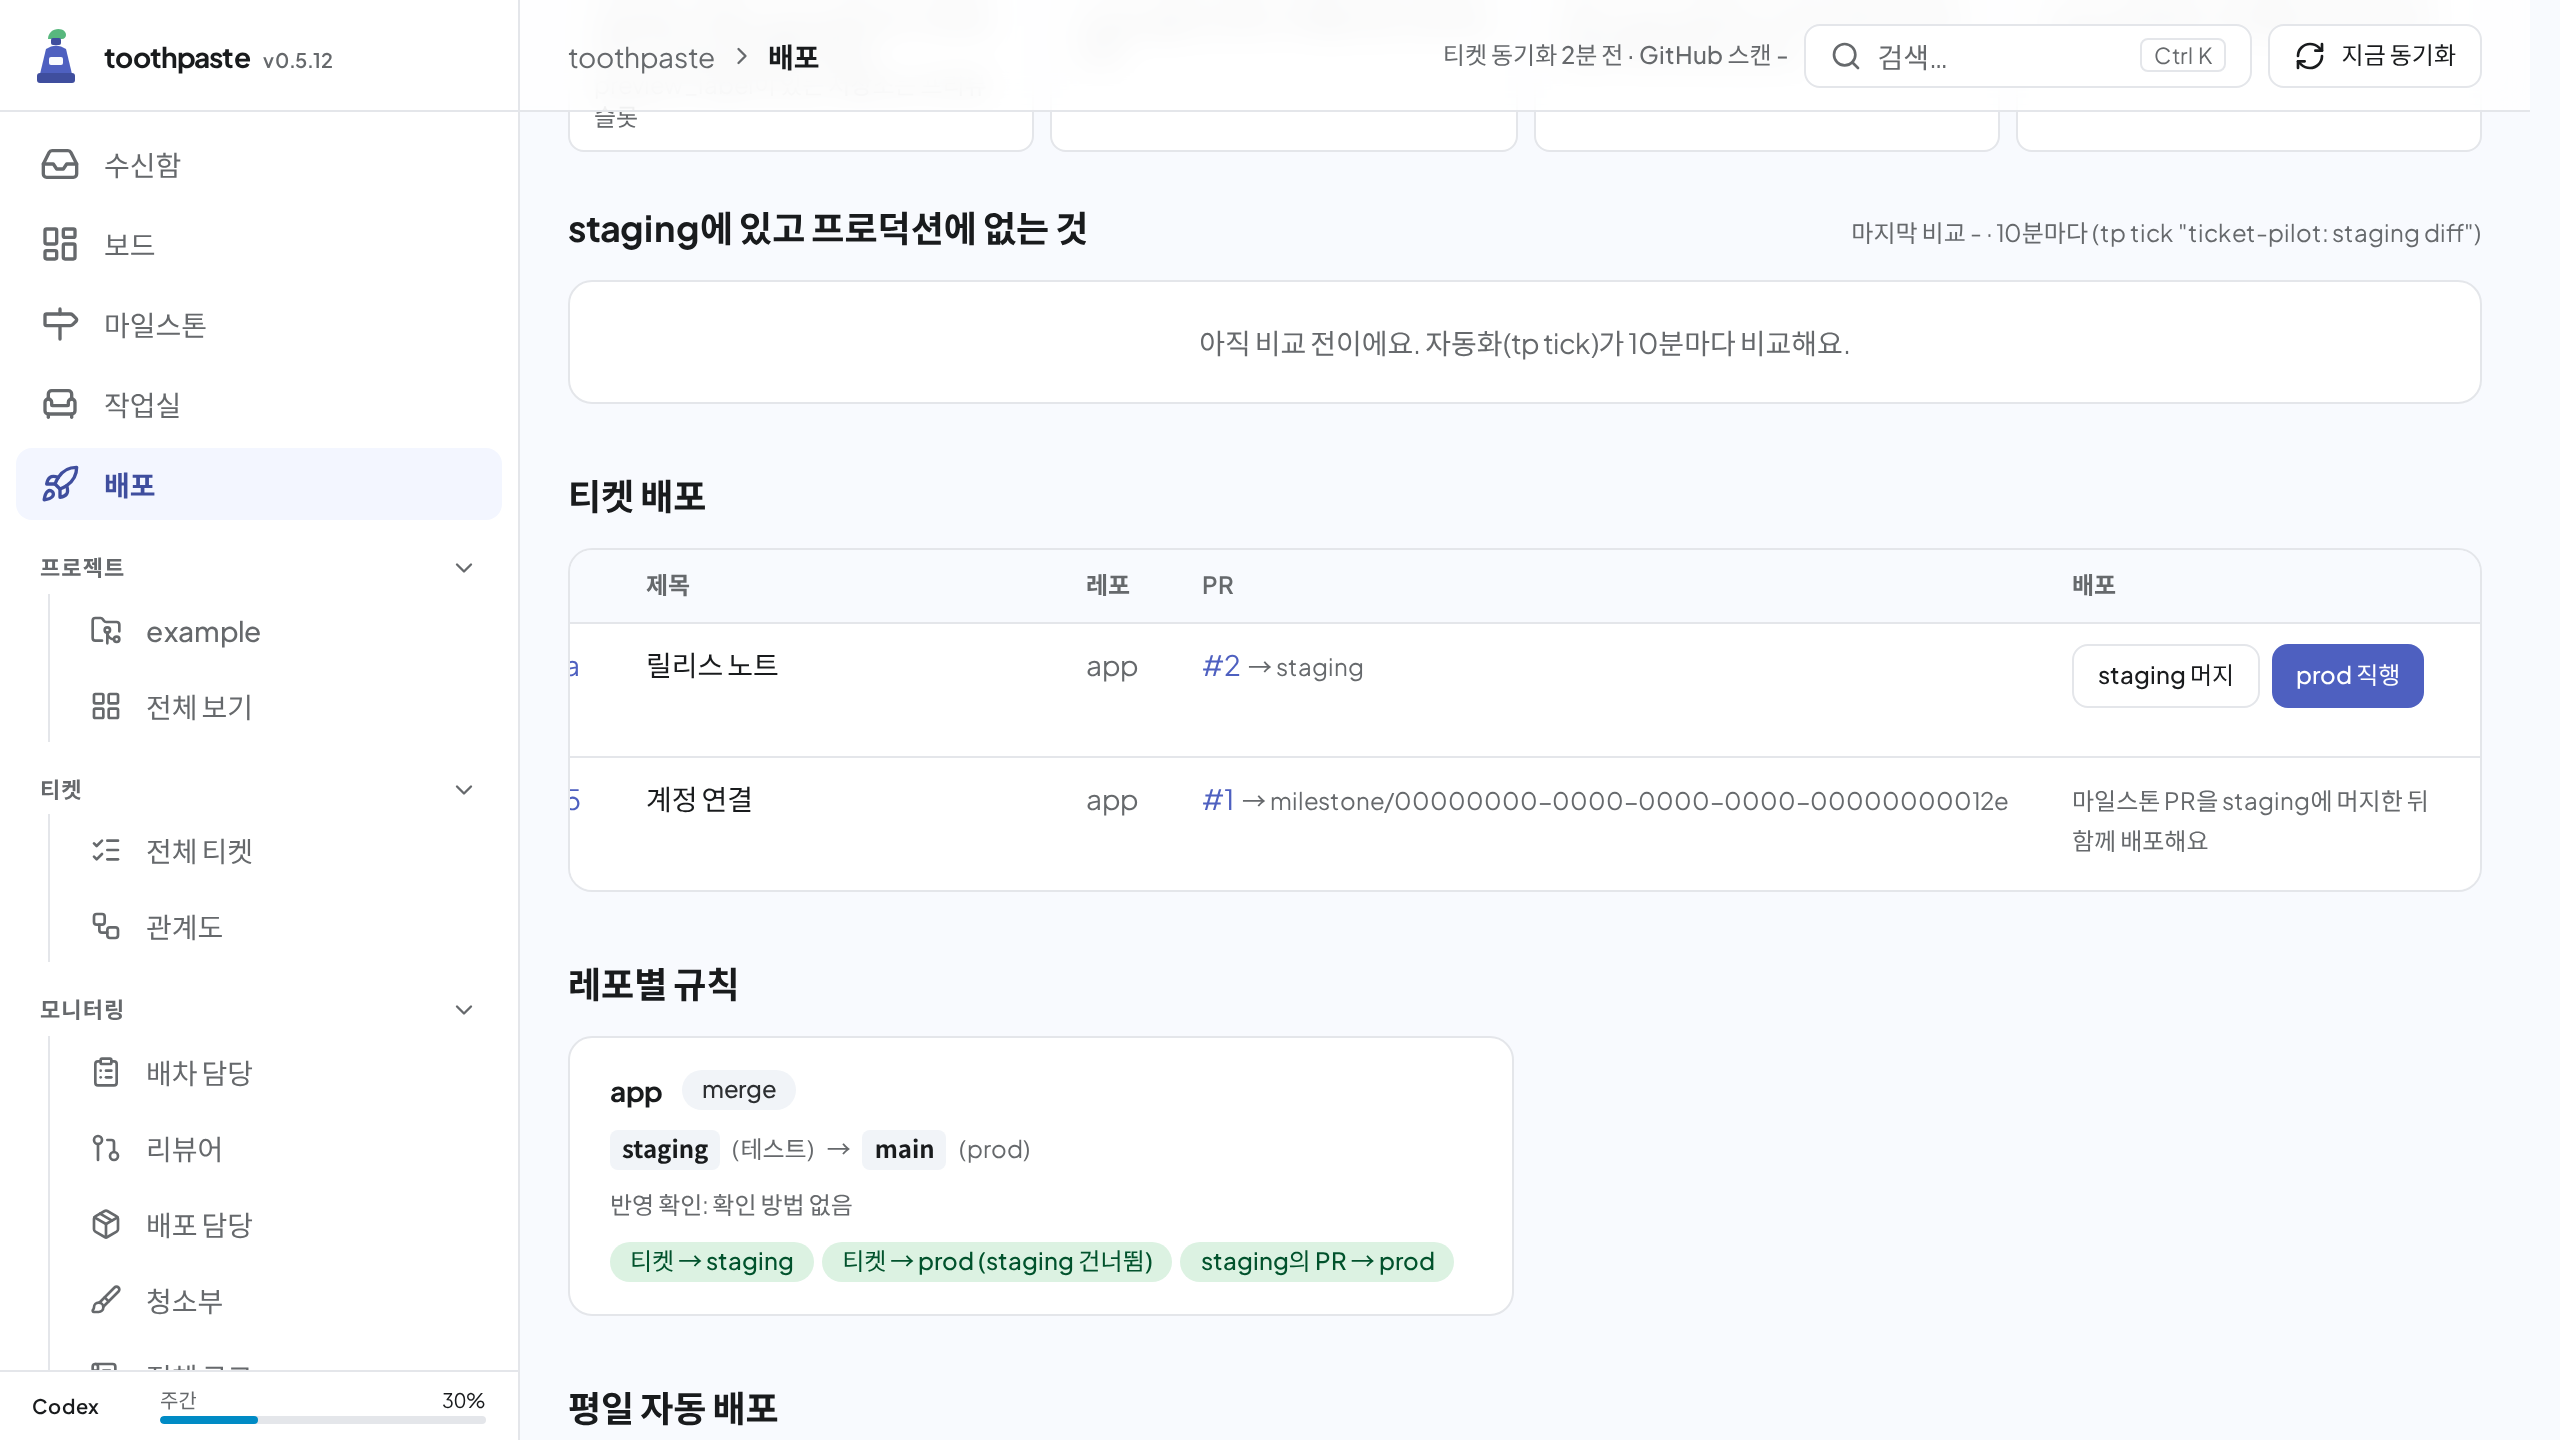 toothpaste v0.5.12
수신함
보드
마일스톤
작업실
배포
프로젝트
example
전체 보기
티켓
전체 티켓
관계도
모니터링
배차 담당
리뷰어
배포 담당
청소부
Codex
주간
30%
toothpaste > 배포
티켓 동기화 2분 전 · GitHub 스캔 -
검색...
Ctrl K
지금 동기화
슬롯
staging에 있고 프로덕션에 없는 것
마지막 비교 - · 10분마다 (tp tick "ticket-pilot: staging diff")
아직 비교 전이에요. 자동화(tp tick)가 10분마다 비교해요.
티켓 배포
제목 레포 PR 배포
a 릴리스 노트 app #2 → staging staging 머지 prod 직행
5 계정 연결 app #1 → milestone/00000000-0000-0000-0000-00000000012e 마일스톤 PR을 staging에 머지한 뒤
함께 배포해요
레포별 규칙
app merge
staging (테스트) → main (prod)
반영 확인: 확인 방법 없음
티켓 → staging 티켓 → prod (staging 건너뜀) staging의 PR → prod
평일 자동 배포